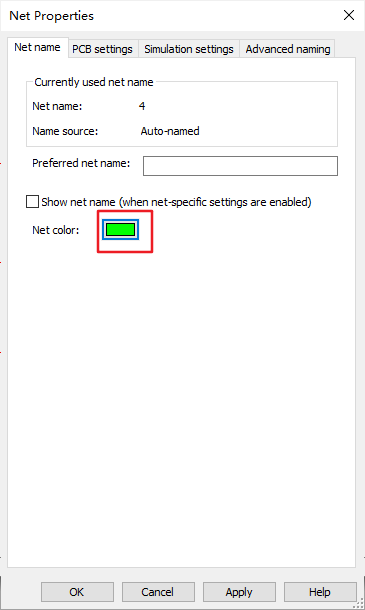 Net Properties
Net name PCB settings Simulation settings Advanced naming
Currently used net name
Net name: 4
Name source: Auto-named
Preferred net name:
Show net name (when net-specific settings are enabled)
Net color:
OK Cancel Apply Help